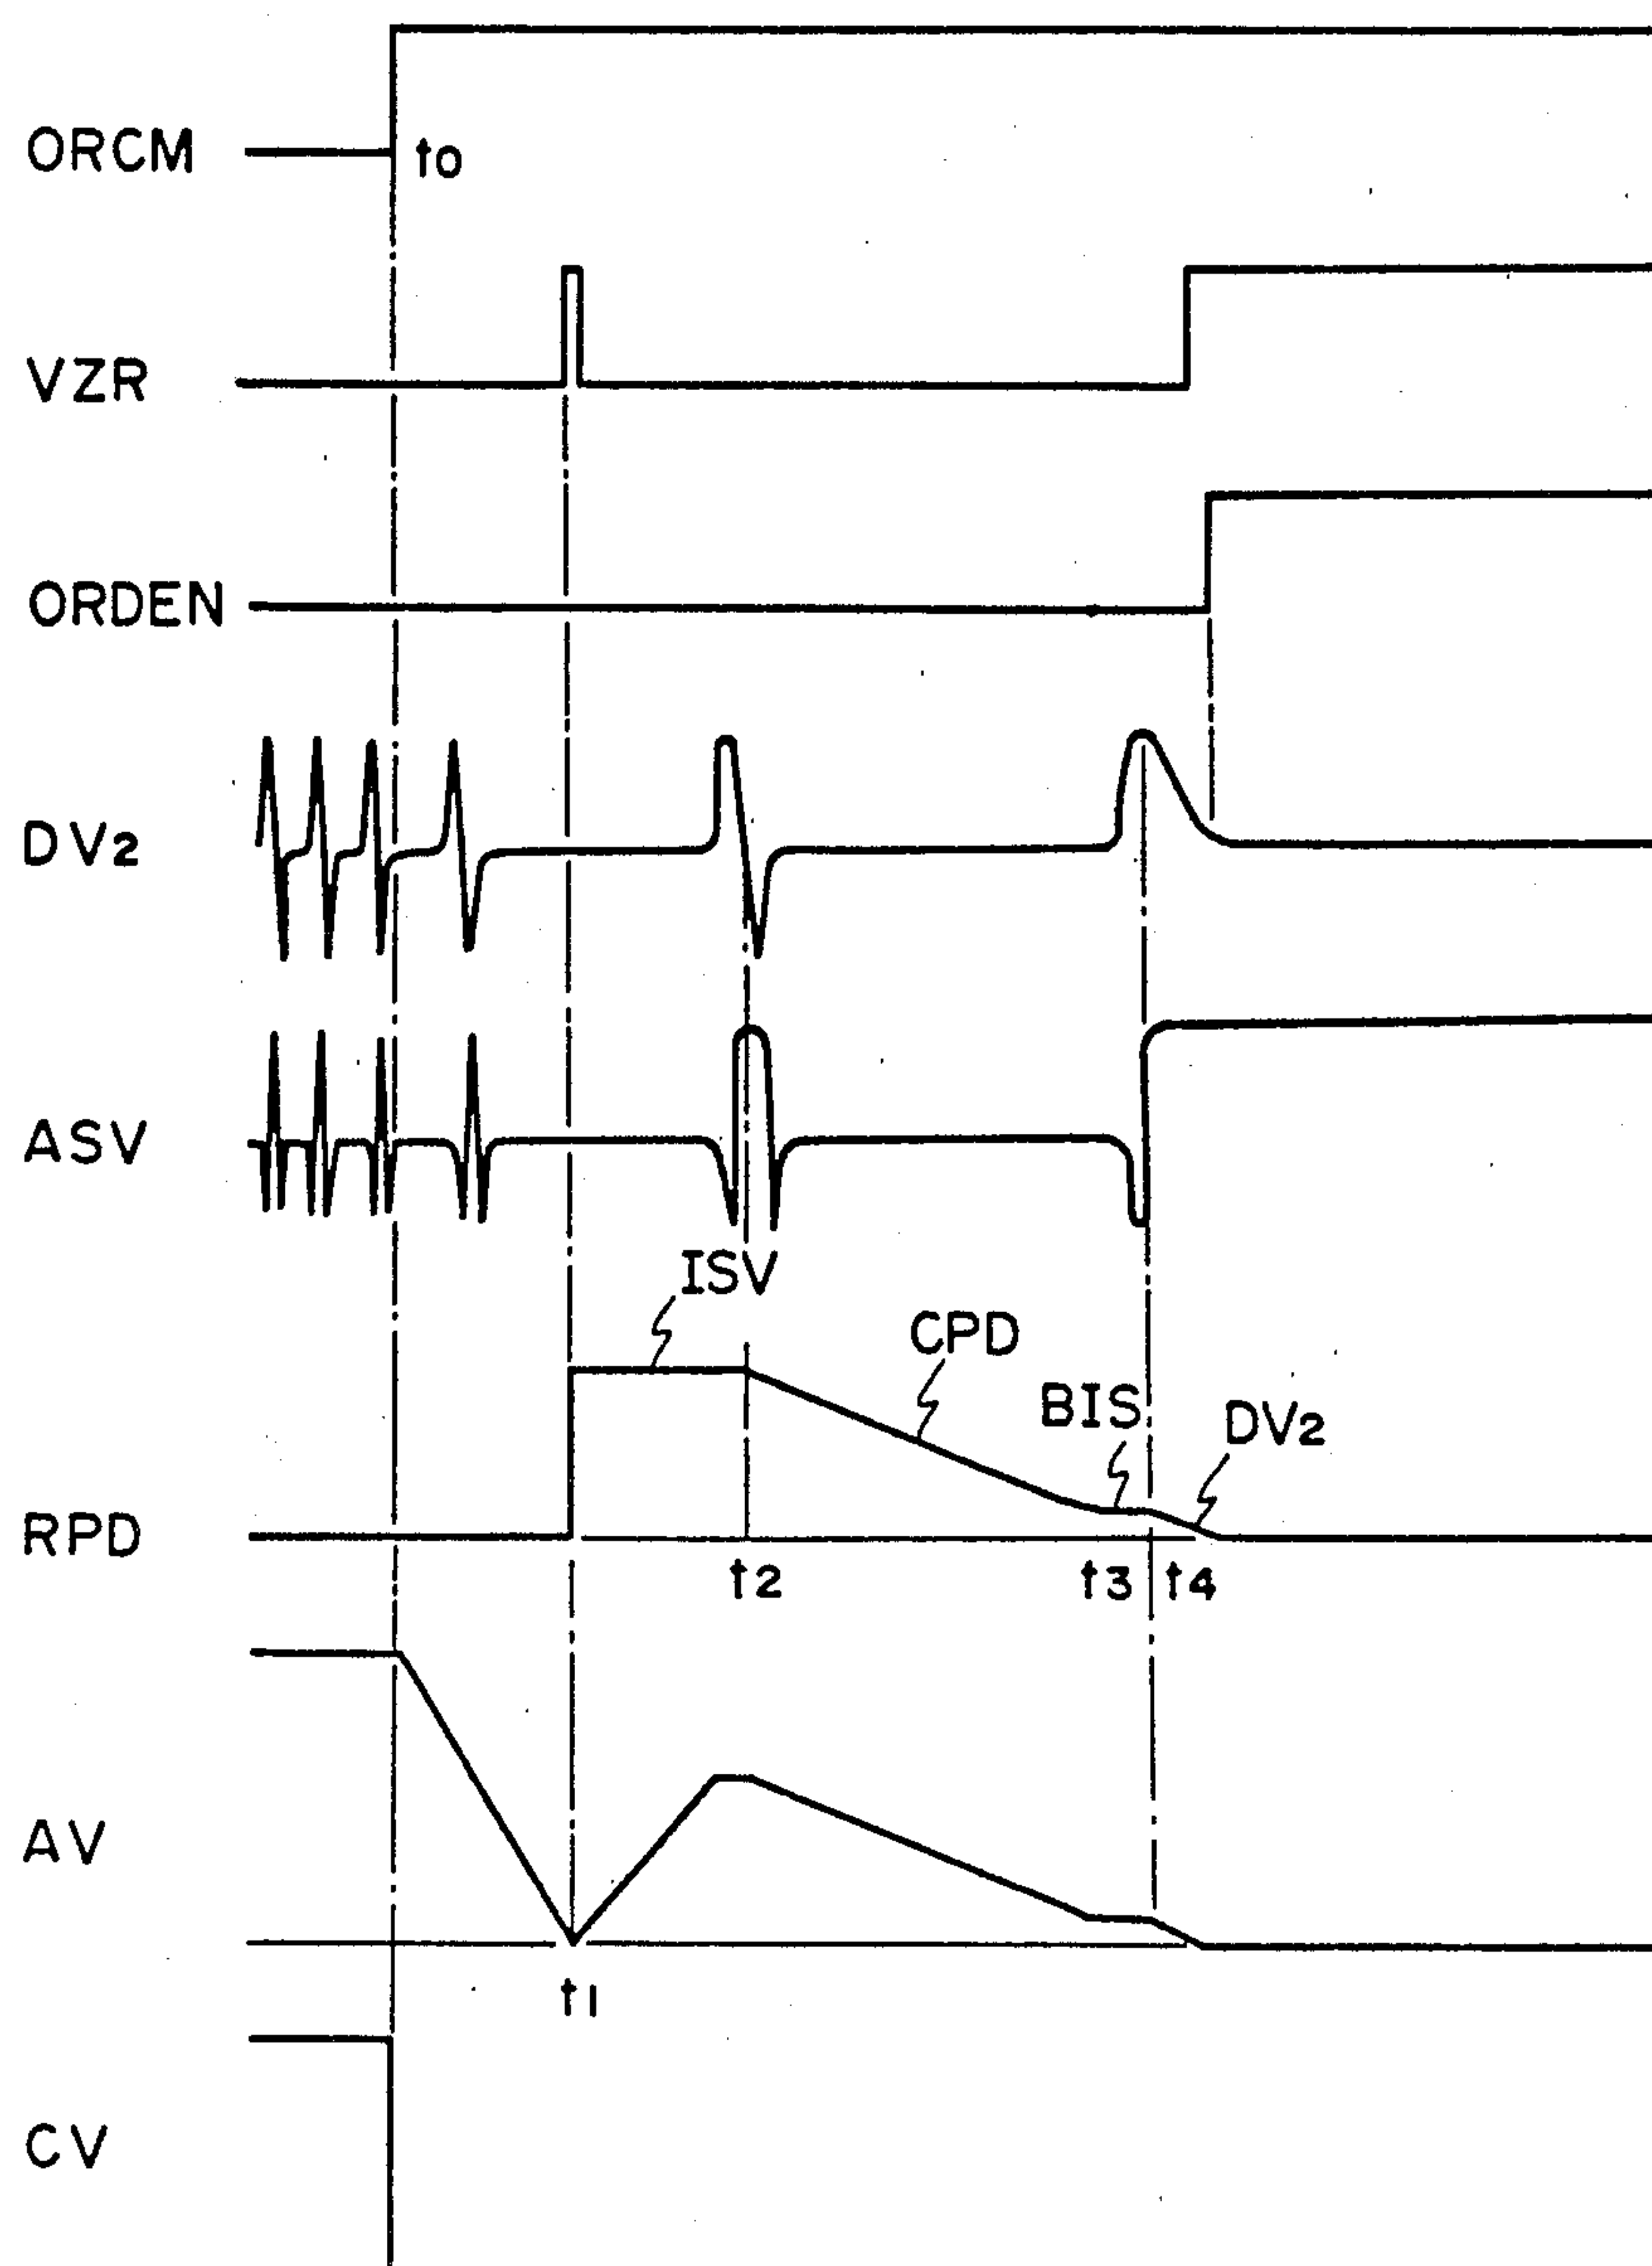 ORCM
to
VZR
ORDEN
DV2
ASV
ISV
CPD
BIS
DV2
RPD
t2
t3
t4
AV
t1
CV